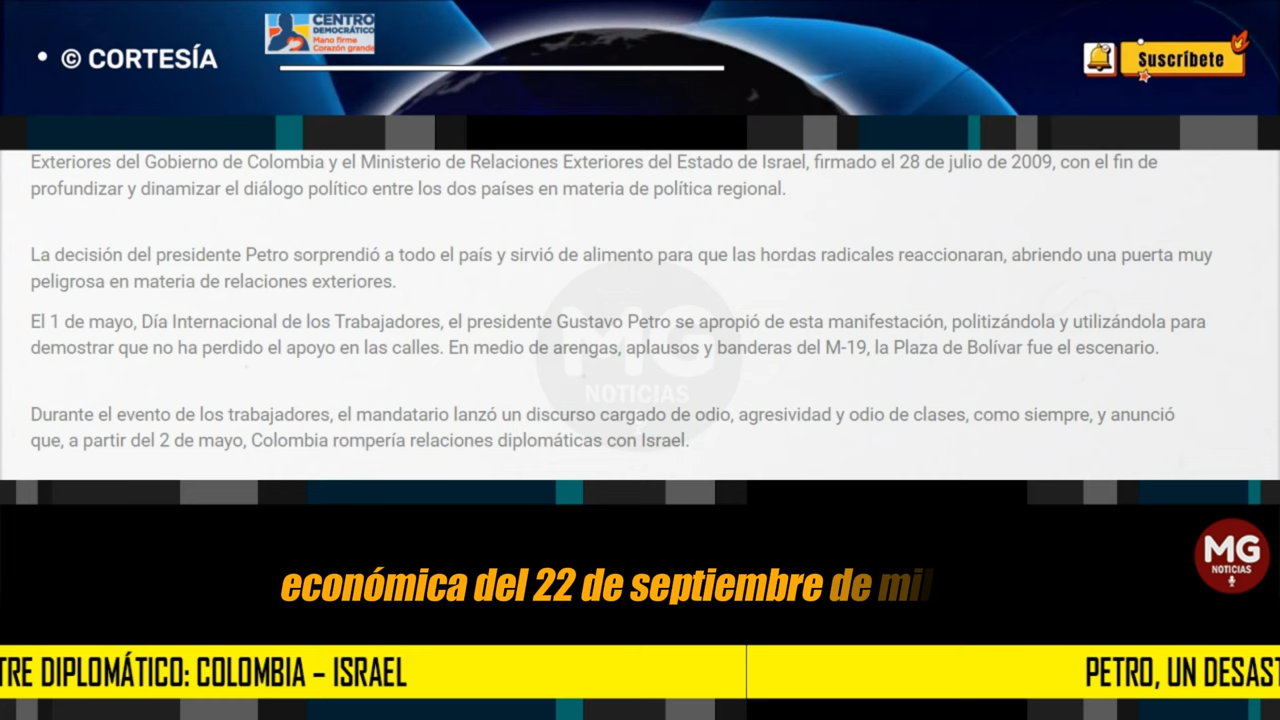 • © CORTESÍA
CENTRO
DEMOCRÁTICO
Mano firme
Corazón grande
Suscríbete
Exteriores del Gobierno de Colombia y el Ministerio de Relaciones Exteriores del Estado de Israel, firmado el 28 de julio de 2009, con el fin de
profundizar y dinamizar el diálogo político entre los dos países en materia de política regional.
La decisión del presidente Petro sorprendió a todo el país y sirvió de alimento para que las hordas radicales reaccionaran, abriendo una puerta muy
peligrosa en materia de relaciones exteriores.
El 1 de mayo, Día Internacional de los Trabajadores, el presidente Gustavo Petro se apropió de esta manifestación, politizándola y utilizándola para
demostrar que no ha perdido el apoyo en las calles. En medio de arengas, aplausos y banderas del M-19, la Plaza de Bolívar fue el escenario.
MG
NOTICIAS
Durante el evento de los trabajadores, el mandatario lanzó un discurso cargado de odio, agresividad y odio de clases, como siempre, y anunció
que, a partir del 2 de mayo, Colombia rompería relaciones diplomáticas con Israel.
económica del 22 de septiembre de mil
MG
NOTICIAS
TRE DIPLOMÁTICO: COLOMBIA – ISRAEL
PETRO, UN DESAST